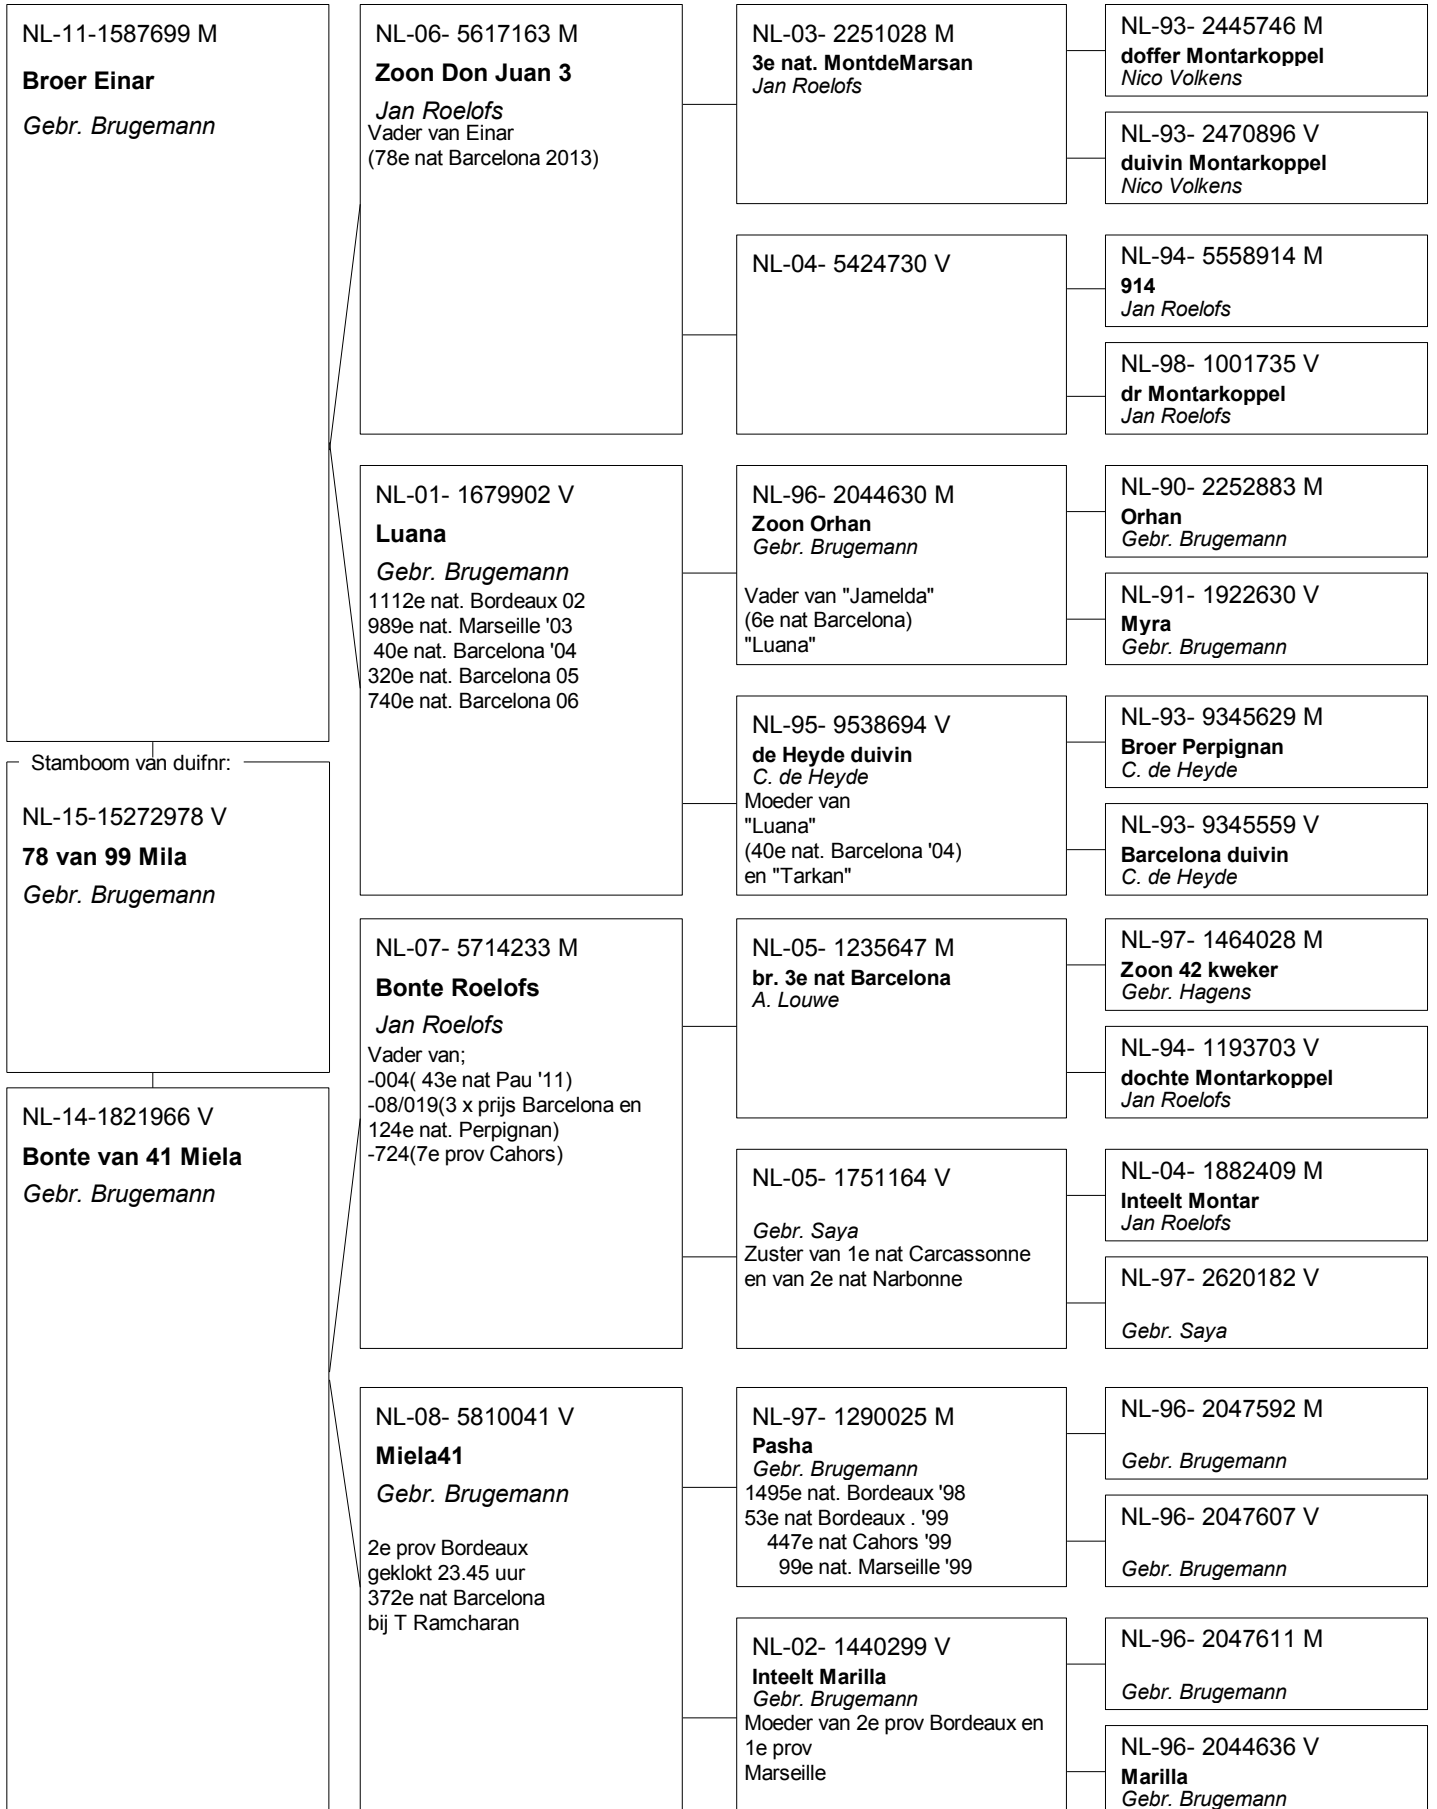 NL-11-1587699 M
Broer Einar
Gebr. Brugemann
Stamboom van duifnr:
NL-15-15272978 V
78 van 99 Mila
Gebr. Brugemann
NL-14-1821966 V
Bonte van 41 Miela
Gebr. Brugemann
NL-06- 5617163 M
Zoon Don Juan 3
Jan Roelofs
Vader van Einar
(78e nat Barcelona 2013)
NL-01- 1679902 V
Luana
Gebr. Brugemann
1112e nat. Bordeaux 02
989e nat. Marseille '03
40e nat. Barcelona '04
320e nat. Barcelona 05
740e nat. Barcelona 06
NL-07- 5714233 M
Bonte Roelofs
Jan Roelofs
Vader van;
-004( 43e nat Pau '11)
-08/019(3 x prijs Barcelona en
124e nat. Perpignan)
-724(7e prov Cahors)
NL-08- 5810041 V
Miela41
Gebr. Brugemann
2e prov Bordeaux
geklokt 23.45 uur
372e nat Barcelona
bij T Ramcharan
NL-03- 2251028 M
3e nat. MontdeMarsan
Jan Roelofs
NL-04- 5424730 V
NL-96- 2044630 M
Zoon Orhan
Gebr. Brugemann
Vader van "Jamelda"
(6e nat Barcelona)
"Luana"
NL-95- 9538694 V
de Heyde duivin
C. de Heyde
Moeder van
"Luana"
(40e nat. Barcelona '04)
en "Tarkan"
NL-05- 1235647 M
br. 3e nat Barcelona
A. Louwe
NL-05- 1751164 V
Gebr. Saya
Zuster van 1e nat Carcassonne
en van 2e nat Narbonne
NL-97- 1290025 M
Pasha
Gebr. Brugemann
1495e nat. Bordeaux '98
53e nat Bordeaux . '99
447e nat Cahors '99
99e nat. Marseille '99
NL-02- 1440299 V
Inteelt Marilla
Gebr. Brugemann
Moeder van 2e prov Bordeaux en
1e prov
Marseille
NL-93- 2445746 M
doffer Montarkoppel
Nico Volkens
NL-93- 2470896 V
duivin Montarkoppel
Nico Volkens
NL-94- 5558914 M
914
Jan Roelofs
NL-98- 1001735 V
dr Montarkoppel
Jan Roelofs
NL-90- 2252883 M
Orhan
Gebr. Brugemann
NL-91- 1922630 V
Myra
Gebr. Brugemann
NL-93- 9345629 M
Broer Perpignan
C. de Heyde
NL-93- 9345559 V
Barcelona duivin
C. de Heyde
NL-97- 1464028 M
Zoon 42 kweker
Gebr. Hagens
NL-94- 1193703 V
dochte Montarkoppel
Jan Roelofs
NL-04- 1882409 M
Inteelt Montar
Jan Roelofs
NL-97- 2620182 V
Gebr. Saya
NL-96- 2047592 M
Gebr. Brugemann
NL-96- 2047607 V
Gebr. Brugemann
NL-96- 2047611 M
Gebr. Brugemann
NL-96- 2044636 V
Marilla
Gebr. Brugemann